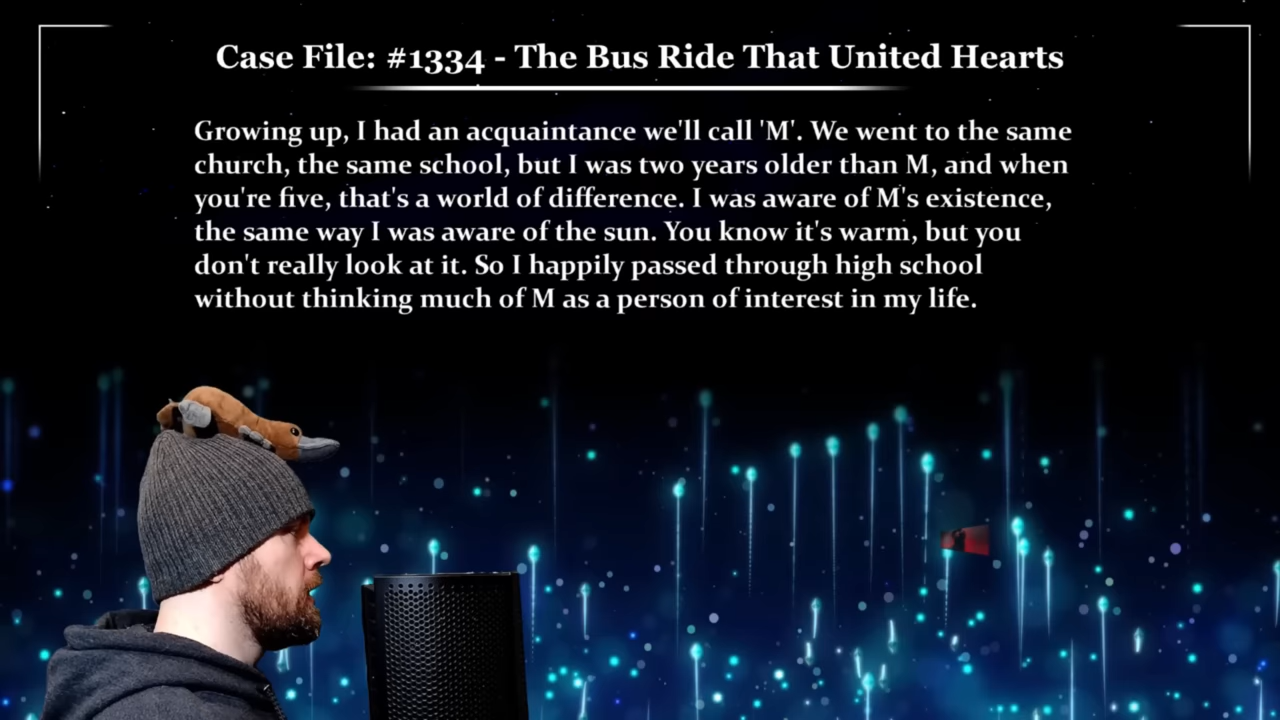 Case File: #1334 - The Bus Ride That United Hearts
Growing up, I had an acquaintance we'll call 'M'. We went to the same
church, the same school, but I was two years older than M, and when
you're five, that's a world of difference. I was aware of M's existence,
the same way I was aware of the sun. You know it's warm, but you
don't really look at it. So I happily passed through high school
without thinking much of M as a person of interest in my life.